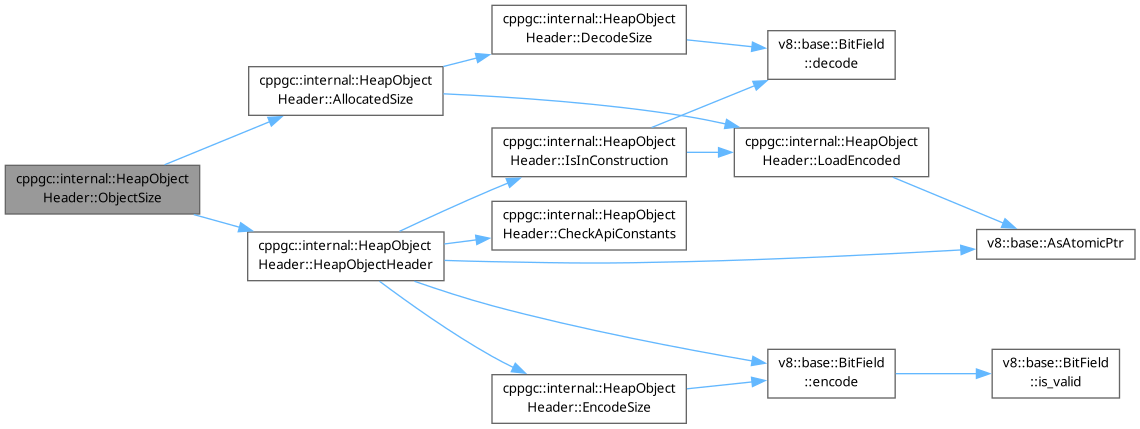 cppgc::internal::HeapObject
Header::ObjectSize
cppgc::internal::HeapObject
Header::AllocatedSize
cppgc::internal::HeapObject
Header::HeapObjectHeader
cppgc::internal::HeapObject
Header::DecodeSize
cppgc::internal::HeapObject
Header::IsInConstruction
cppgc::internal::HeapObject
Header::CheckApiConstants
cppgc::internal::HeapObject
Header::EncodeSize
v8::base::BitField
::decode
cppgc::internal::HeapObject
Header::LoadEncoded
v8::base::BitField
::encode
v8::base::AsAtomicPtr
v8::base::BitField
::is_valid